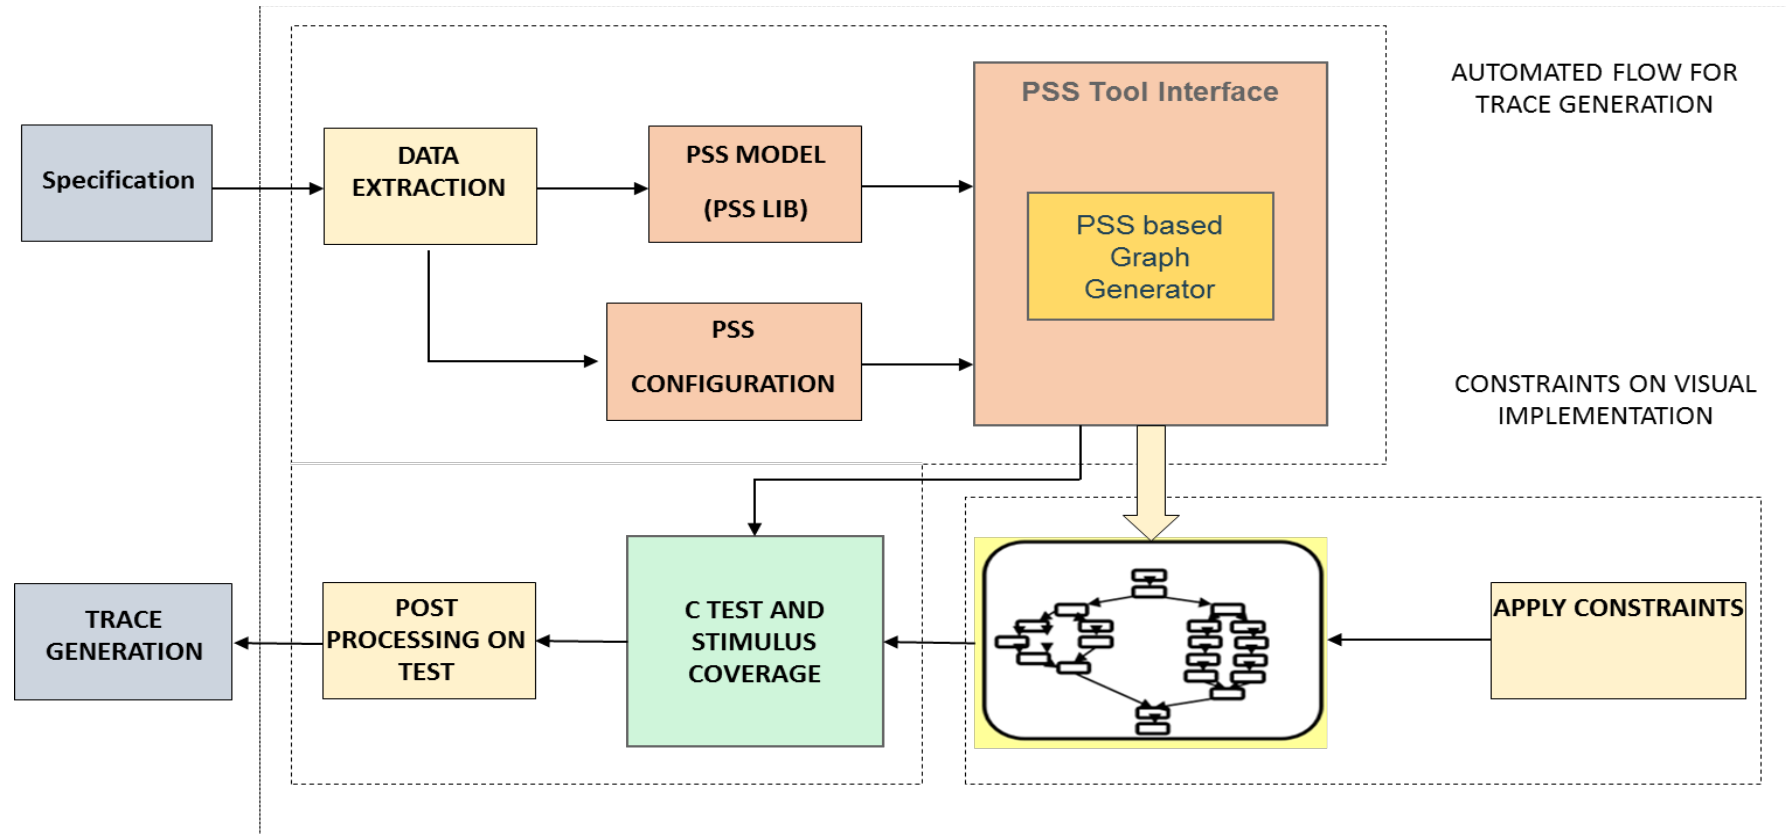 AUTOMATED FLOW FOR
TRACE GENERATION
PSS Tool Interface
Specification
DATA
EXTRACTION
PSS MODEL
(PSS LIB)
PSS based
Graph
Generator
PSS
CONFIGURATION
CONSTRAINTS ON VISUAL
IMPLEMENTATION
TRACE
GENERATION
POST
PROCESSING ON
TEST
C TEST AND
STIMULUS
COVERAGE
APPLY CONSTRAINTS